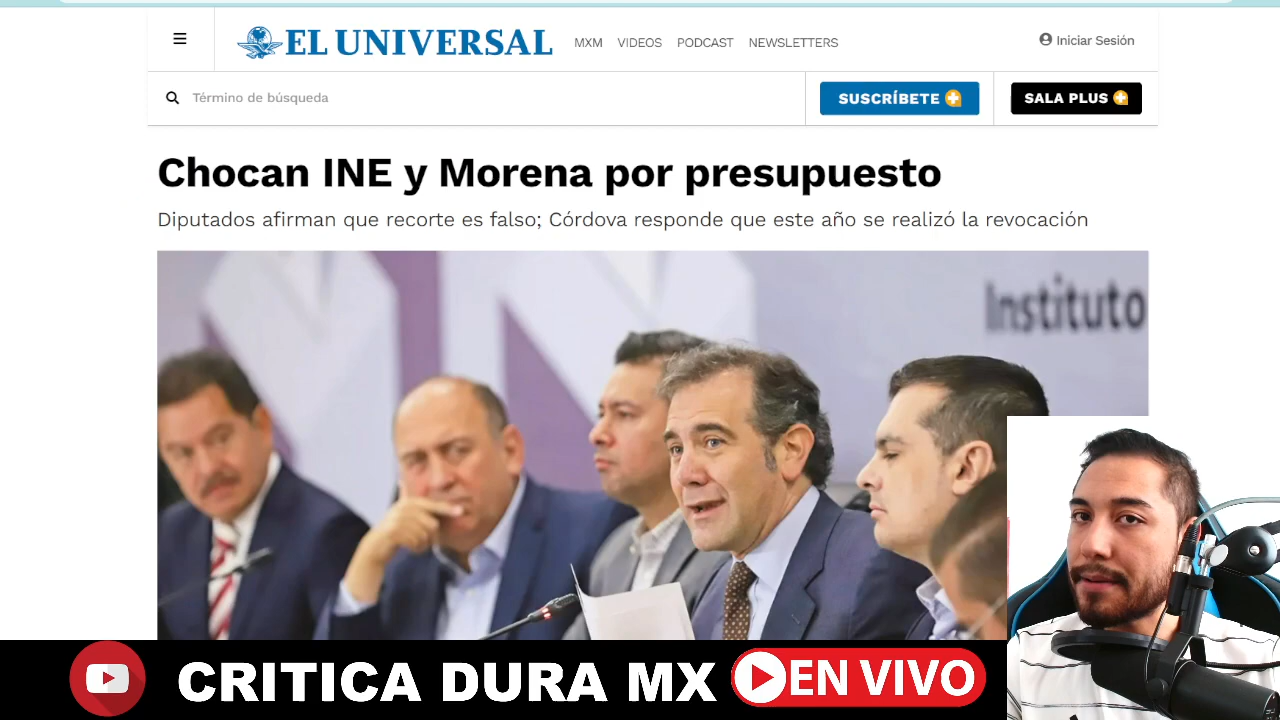 EL UNIVERSAL MXM VIDEOS PODCAST NEWSLETTERS Iniciar Sesión
Término de búsqueda SUSCRÍBETE SALA PLUS
Chocan INE y Morena por presupuesto
Diputados afirman que recorte es falso; Córdova responde que este año se realizó la revocación
Instituto
CRITICA DURA MX EN VIVO